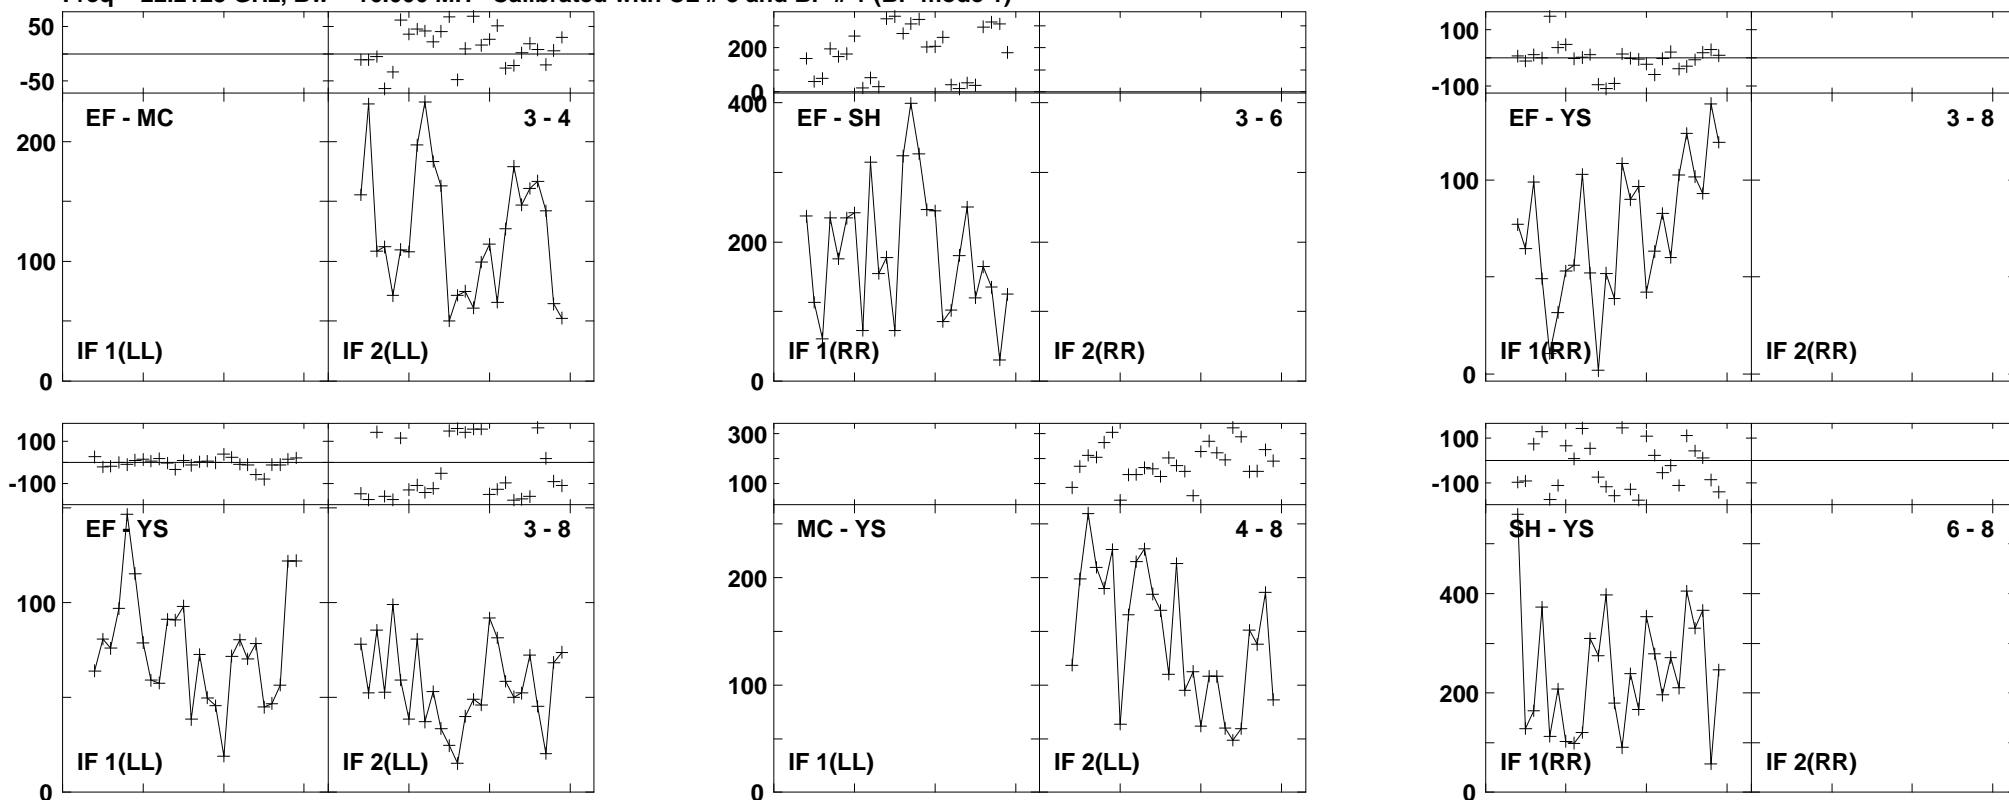 50
-50
EF - MC
3 - 4
200
100
0
IF 1(LL)
IF 2(LL)
200
0
400
EF - SH
3 - 6
200
0
IF 1(RR)
IF 2(RR)
100
-100
EF - YS
3 - 8
100
0
IF 1(RR)
IF 2(RR)
100
-100
EF - YS
3 - 8
100
0
IF 1(LL)
IF 2(LL)
300
100
MC - YS
4 - 8
200
100
0
IF 1(LL)
IF 2(LL)
100
-100
SH - YS
6 - 8
400
200
0
IF 1(RR)
IF 2(RR)